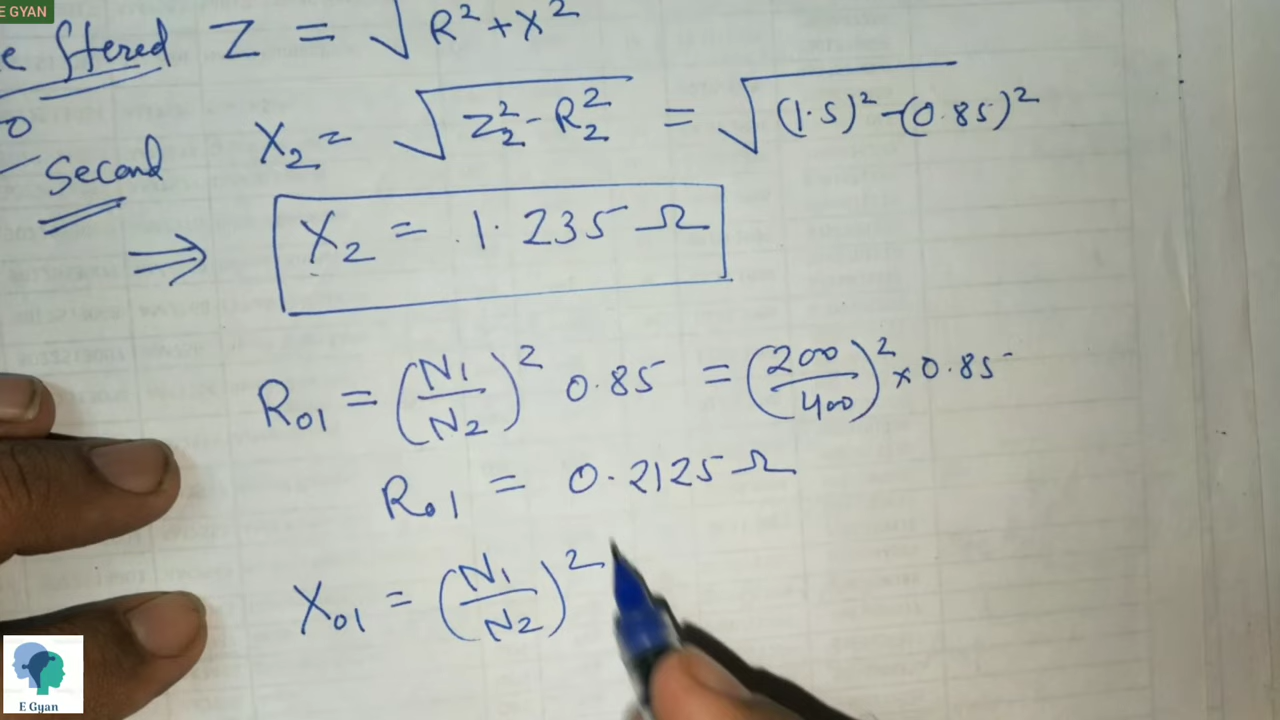 E GYAN
Z = √R² + X²
fered
X₂ = √Z₂² - R₂² = √(1.5)² - (0.85)²
Second
⇒ X₂ = 1.235 Ω
R₀₁ = (N₁/N₂)² 0.85 = (200/400)² × 0.85
R₀₁ = 0.2125 Ω
X₀₁ = (N₁/N₂)²
E Gyan